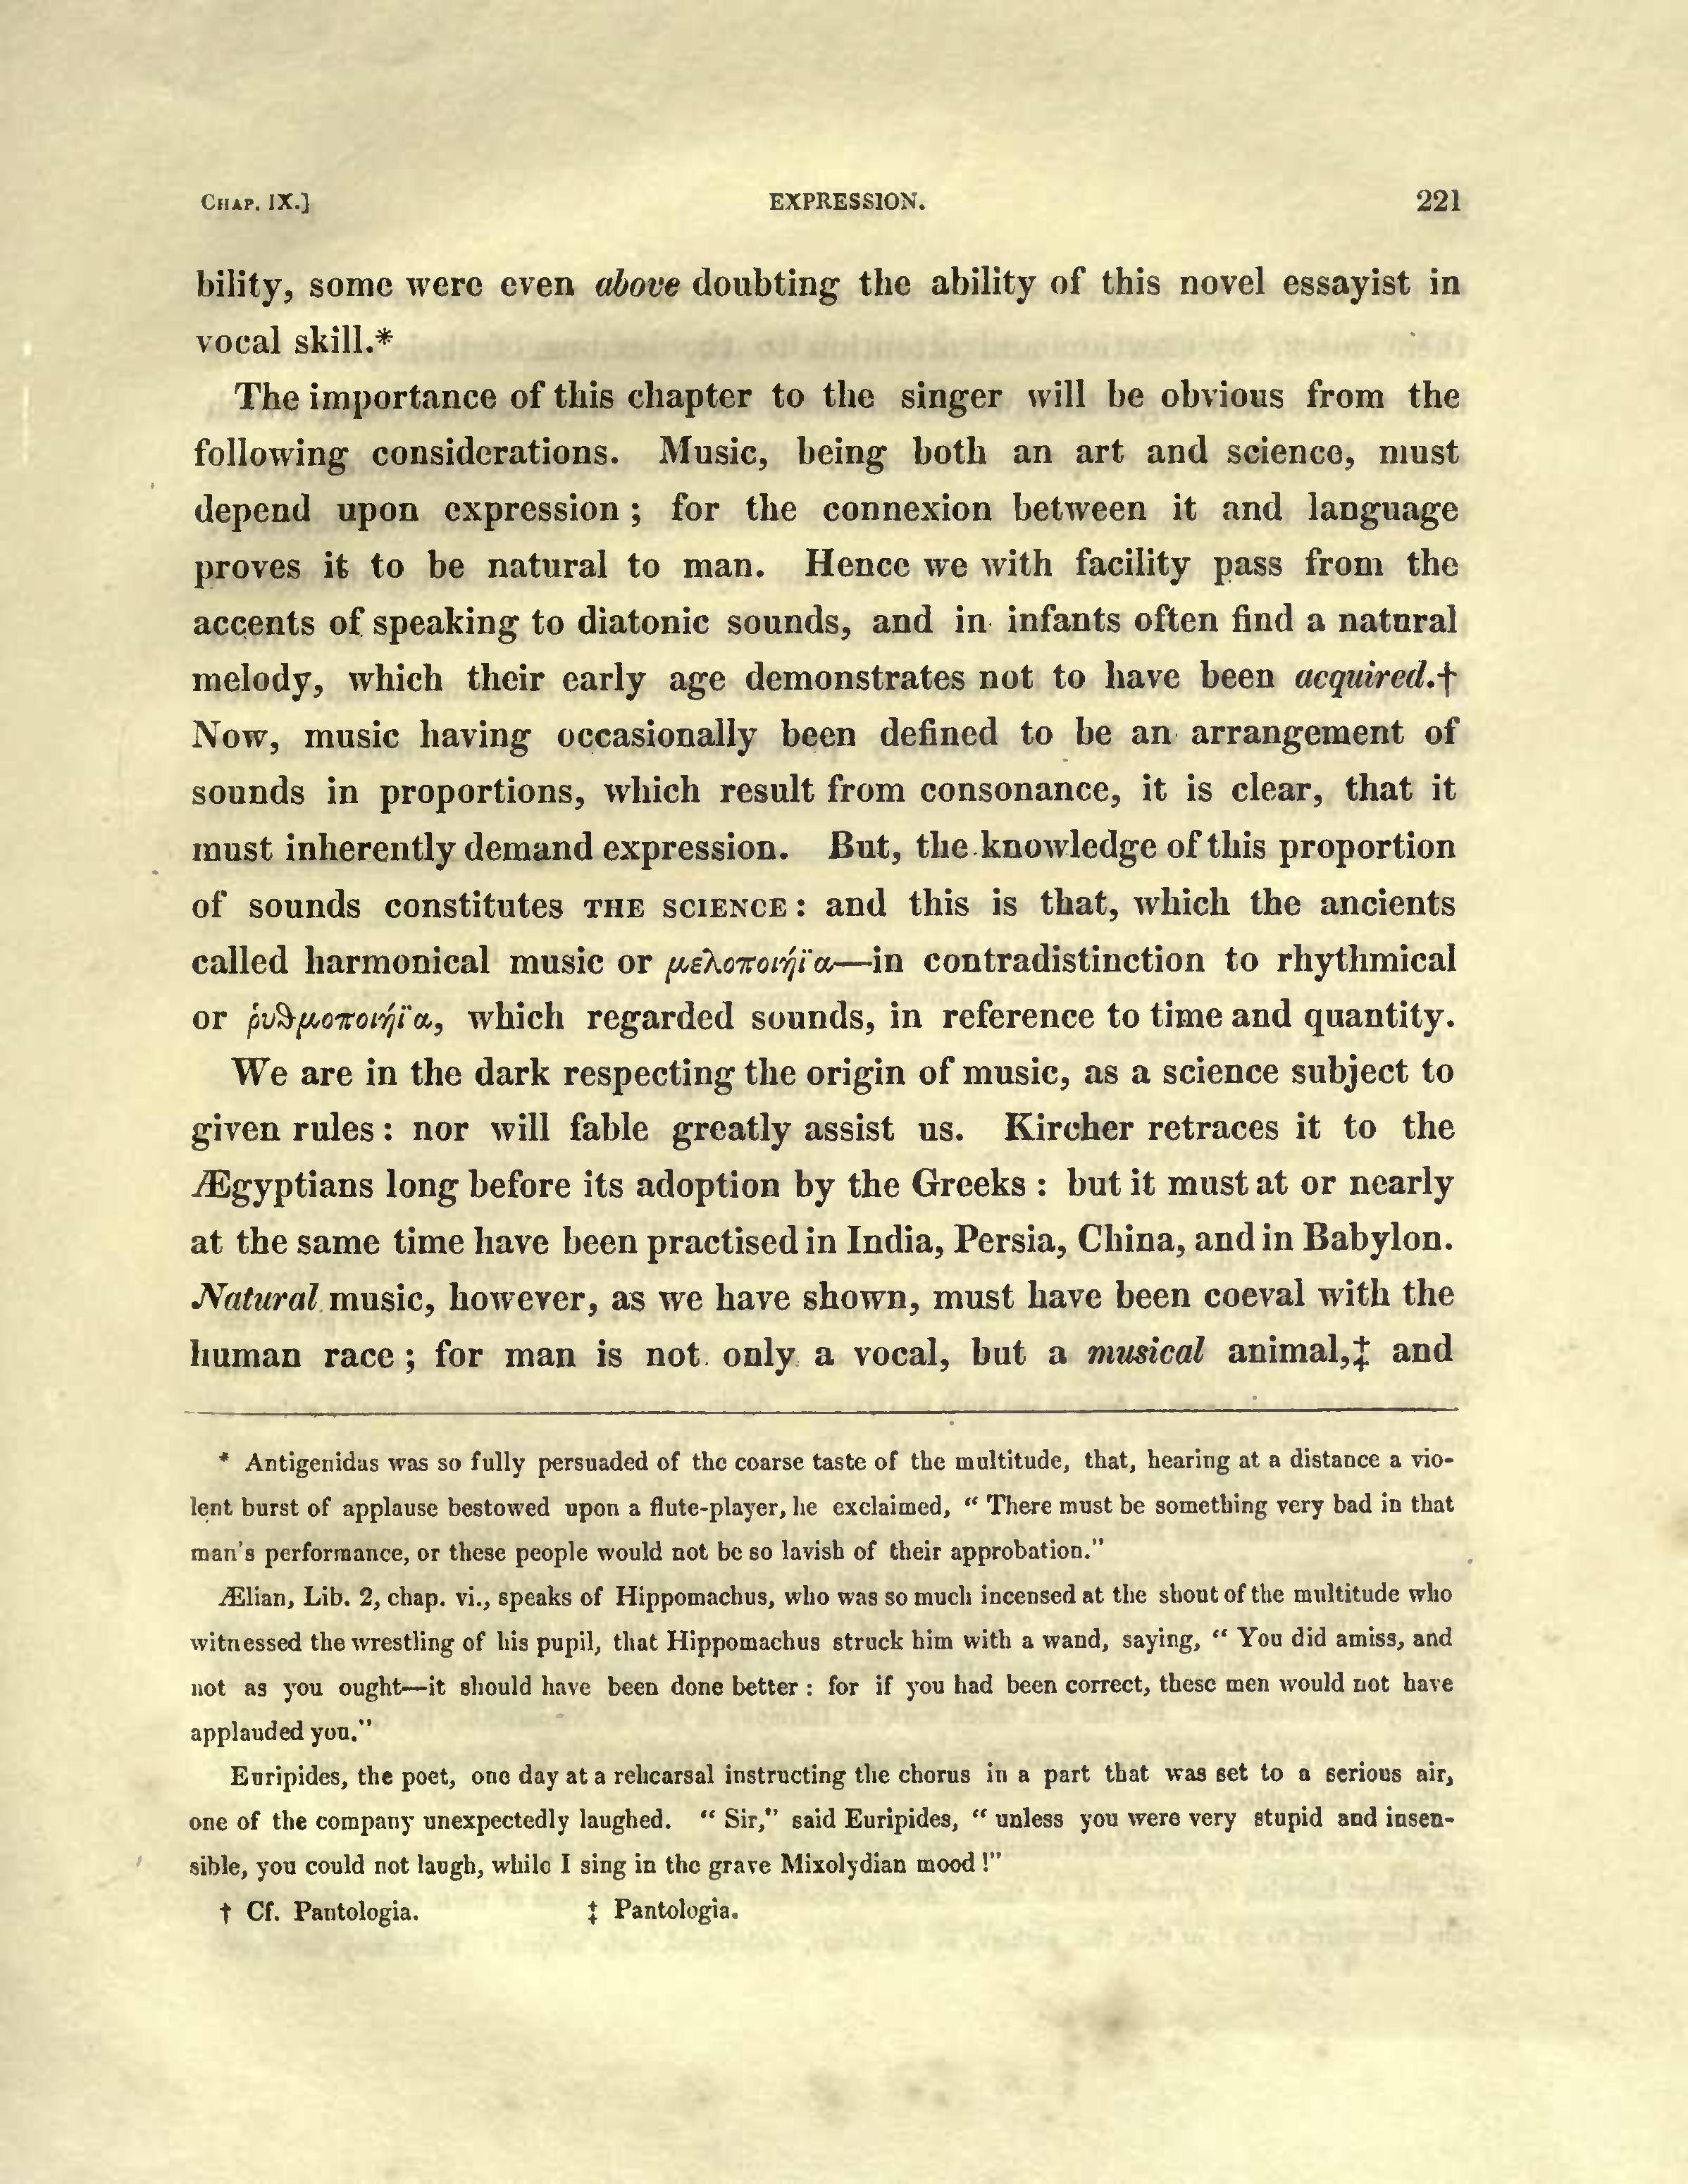 CHAP. IX.] EXPRESSION. 221
bility, some were even above doubting the ability of this novel essayist in
vocal skill.*
The importance of this chapter to the singer will be obvious from the
following considerations. Music, being both an art and science, must
depend upon expression ; for the connexion between it and language
proves it to be natural to man. Hence we with facility pass from the
accents of speaking to diatonic sounds, and in infants often find a natural
melody, which their early age demonstrates not to have been acquired.†
Now, music having occasionally been defined to be an arrangement of
sounds in proportions, which result from consonance, it is clear, that it
must inherently demand expression. But, the knowledge of this proportion
of sounds constitutes THE SCIENCE : and this is that, which the ancients
called harmonical music or μελοποιήϊα—in contradistinction to rhythmical
or ῥυϑμοποιήϊα, which regarded sounds, in reference to time and quantity.
We are in the dark respecting the origin of music, as a science subject to
given rules : nor will fable greatly assist us. Kircher retraces it to the
Ægyptians long before its adoption by the Greeks : but it must at or nearly
at the same time have been practised in India, Persia, China, and in Babylon.
Natural music, however, as we have shown, must have been coeval with the
human race ; for man is not only a vocal, but a musical animal,‡ and
* Antigenidas was so fully persuaded of the coarse taste of the multitude, that, hearing at a distance a vio-
lent burst of applause bestowed upon a flute-player, he exclaimed, “ There must be something very bad in that
man's performance, or these people would not be so lavish of their approbation.”
Ælian, Lib. 2, chap. vi., speaks of Hippomachus, who was so much incensed at the shout of the multitude who
witnessed the wrestling of his pupil, that Hippomachus struck him with a wand, saying, “ You did amiss, and
not as you ought—it should have been done better : for if you had been correct, these men would not have
applauded you.”
Euripides, the poet, one day at a rehearsal instructing the chorus in a part that was set to a serious air,
one of the company unexpectedly laughed. “ Sir,” said Euripides, “ unless you were very stupid and insen-
sible, you could not laugh, while I sing in the grave Mixolydian mood !”
† Cf. Pantologia. ‡ Pantologia.